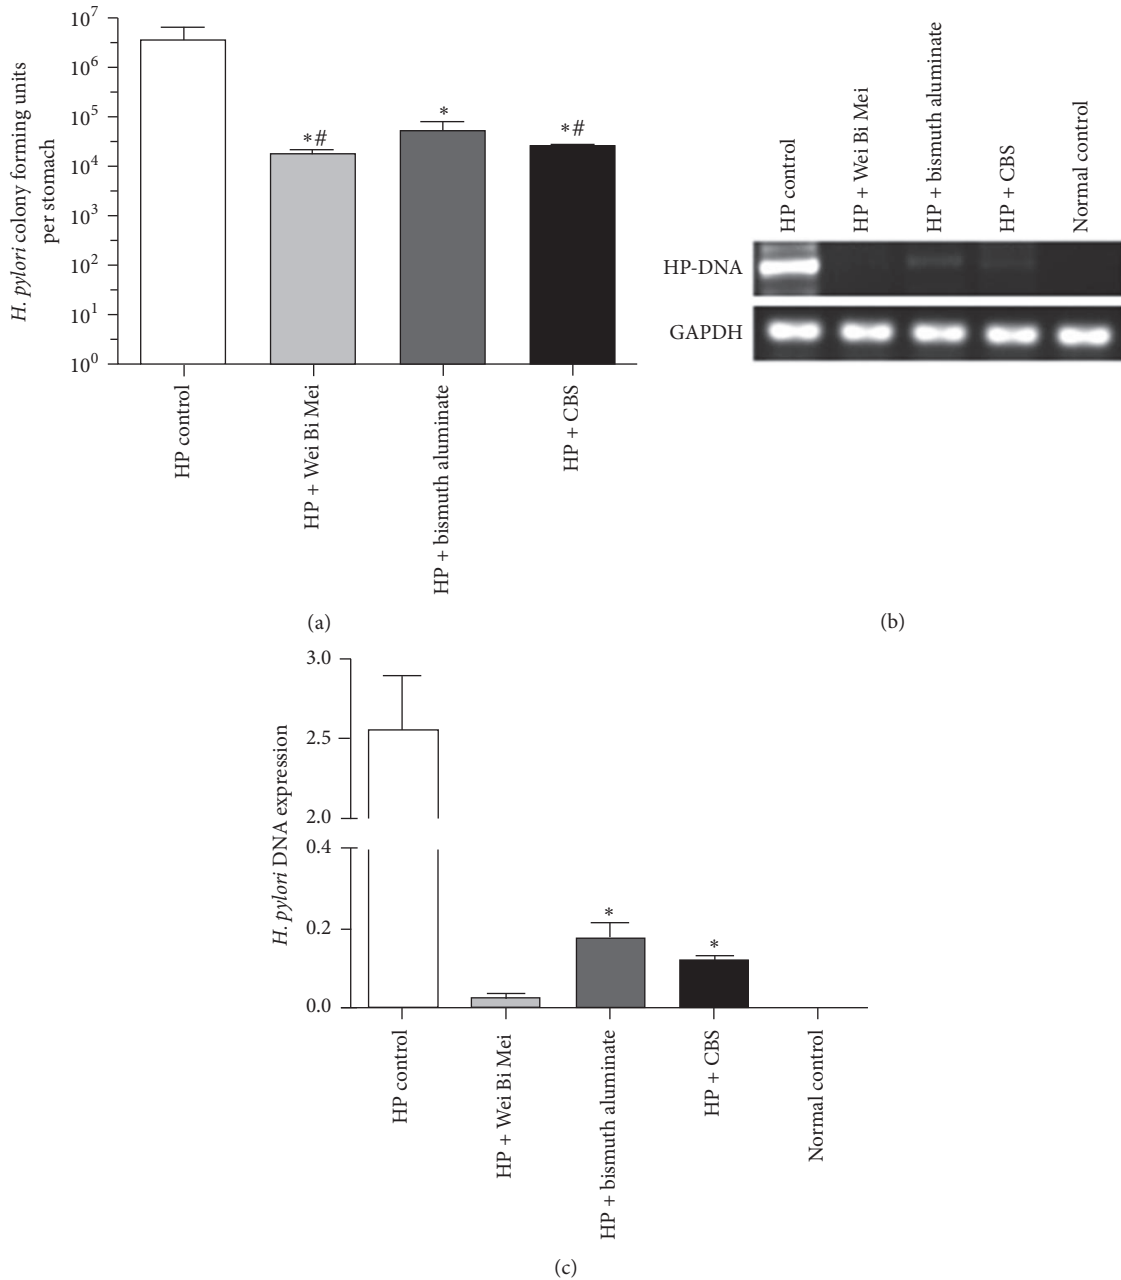 10^7
10^6
10^5
10^4
10^3
10^2
10^1
10^0
H. pylori colony forming units
per stomach
*#
*
*#
HP control
HP + Wei Bi Mei
HP + bismuth aluminate
HP + CBS
(a)
HP control
HP + Wei Bi Mei
HP + bismuth aluminate
HP + CBS
Normal control
HP-DNA
GAPDH
(b)
3.0
2.5
2.0
0.4
0.2
0.0
H. pylori DNA expression
*
*
HP control
HP + Wei Bi Mei
HP + bismuth aluminate
HP + CBS
Normal control
(c)